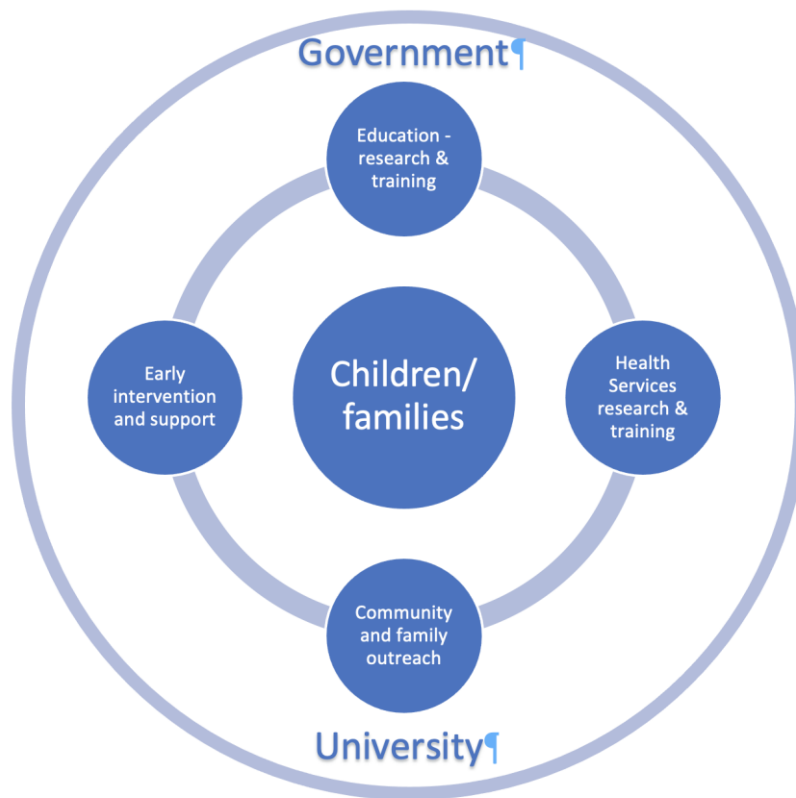 Government¶
Education -
research &
training
Early
intervention
and support
Children/
families
Health
Services
research &
training
Community
and family
outreach
University¶